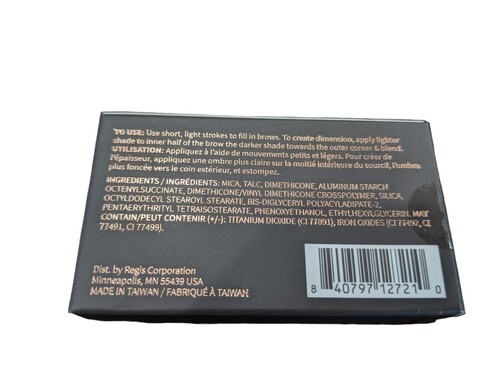 TO USE: Use short, light strokes to fill in brows. To create dimension, apply lighter
shade to inner half of the brow the darker shade towards the outer corner & blend.
UTILISATION: Appliquez à l'aide de mouvements petits et légers. Pour créer de
l'épaisseur, appliquez une ombre plus claire sur la moitié intérieure du sourcil, l'ombre
plus foncée vers le coin extérieur, et estompez.
INGREDIENTS / INGRÉDIENTS: MICA, TALC, DIMETHICONE, ALUMINUM STARCH
OCTENYLSUCCINATE, DIMETHICONE/VINYL DIMETHICONE CROSSPOLYMER, SILICA,
OCTYLDODECYL STEAROYL STEARATE, BIS-DIGLYCERYL POLYACYLADIPATE-2,
PENTAERYTHRITYL TETRAISOSTEARATE, PHENOXYETHANOL, ETHYLHEXYLGLYCERIN. MAY
CONTAIN/PEUT CONTENIR (+/-): TITANIUM DIOXIDE (CI 77891), IRON OXIDES (CI 77492, CI
77491, CI 77499).
Dist. by Regis Corporation
Minneapolis, MN 55439 USA
MADE IN TAIWAN / FABRIQUÉ À TAIWAN
8 40797 12721 0